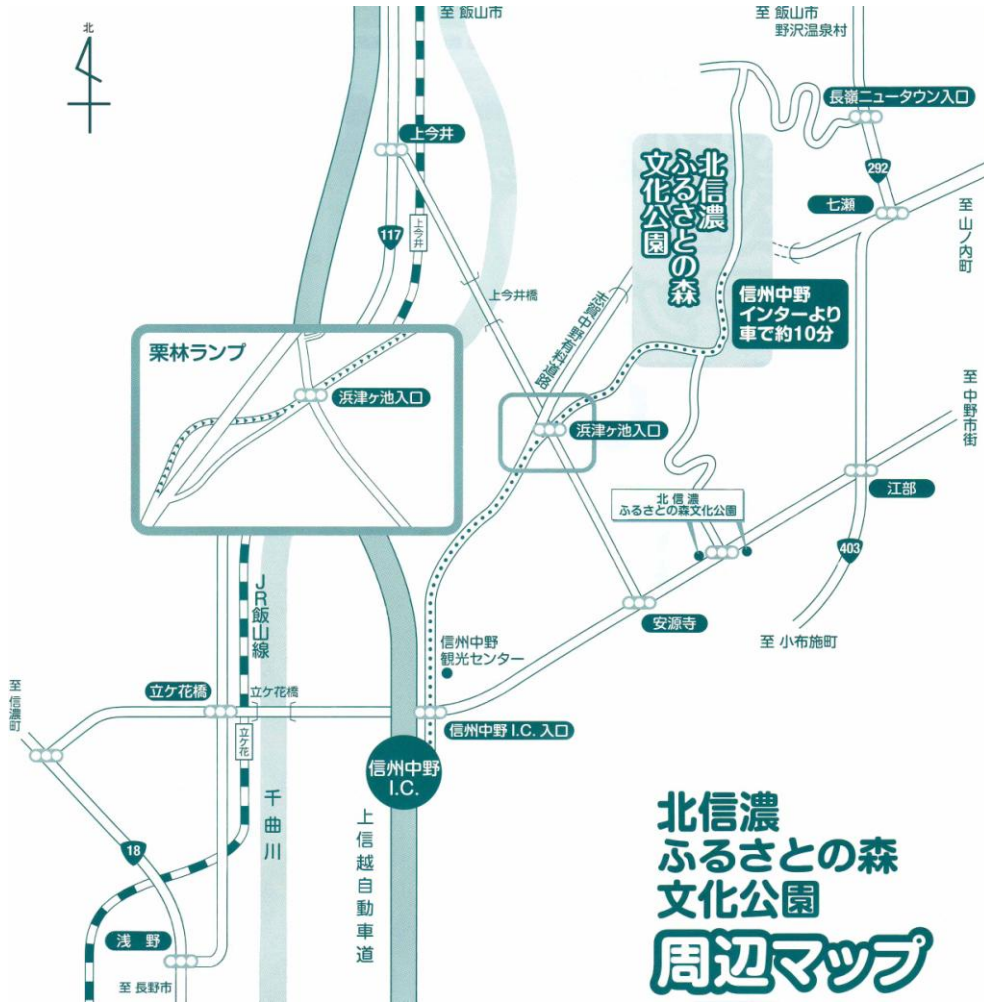 北
至 飯山市
至 飯山市
野沢温泉村
長嶺ニュータウン入口
上今井
292
七瀬
至 山ノ内町
北信濃
ふるさとの森
文化公園
117
上今井
上今井橋
志賀中野有料道路
信州中野
インターより
車で約10分
栗林ランプ
浜津ヶ池入口
浜津ヶ池入口
至 中野市街
江部
北信濃
ふるさとの森文化公園
403
安源寺
至 小布施町
JR飯山線
信州中野
観光センター
至 信濃町
立ケ花橋
立ケ花橋
立ケ花
信州中野 I.C. 入口
信州中野
I.C.
千曲川
上信越自動車道
18
浅野
至 長野市
北信濃
ふるさとの森
文化公園
周辺マップ